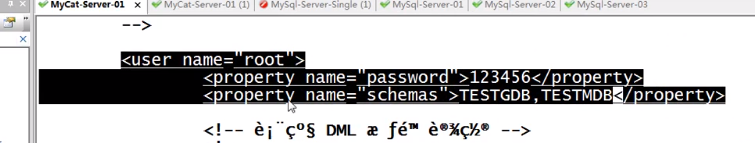 MyCat-Server-01 MyCat-Server-01 (1) MySql-Server-Single (1) MySql-Server-01 MySql-Server-02 MySql-Server-03
-->
<user name="root">
<property name="password">123456</property>
<property name="schemas">TESTGDB,TESTMDB</property>
<!-- è¡¨çº§ DML æ ƒé™ è®¾ç½® -->